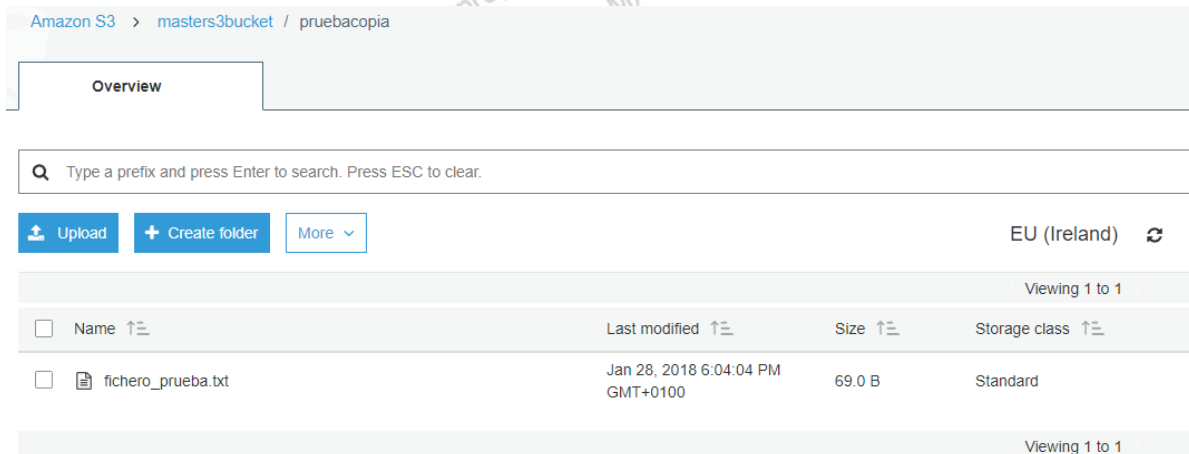 Amazon S3 > masters3bucket / pruebacopia
Overview
Type a prefix and press Enter to search. Press ESC to clear.
Upload + Create folder More EU (Ireland)
Viewing 1 to 1
Name Last modified Size Storage class
fichero_prueba.txt Jan 28, 2018 6:04:04 PM 69.0 B Standard
GMT+0100
Viewing 1 to 1